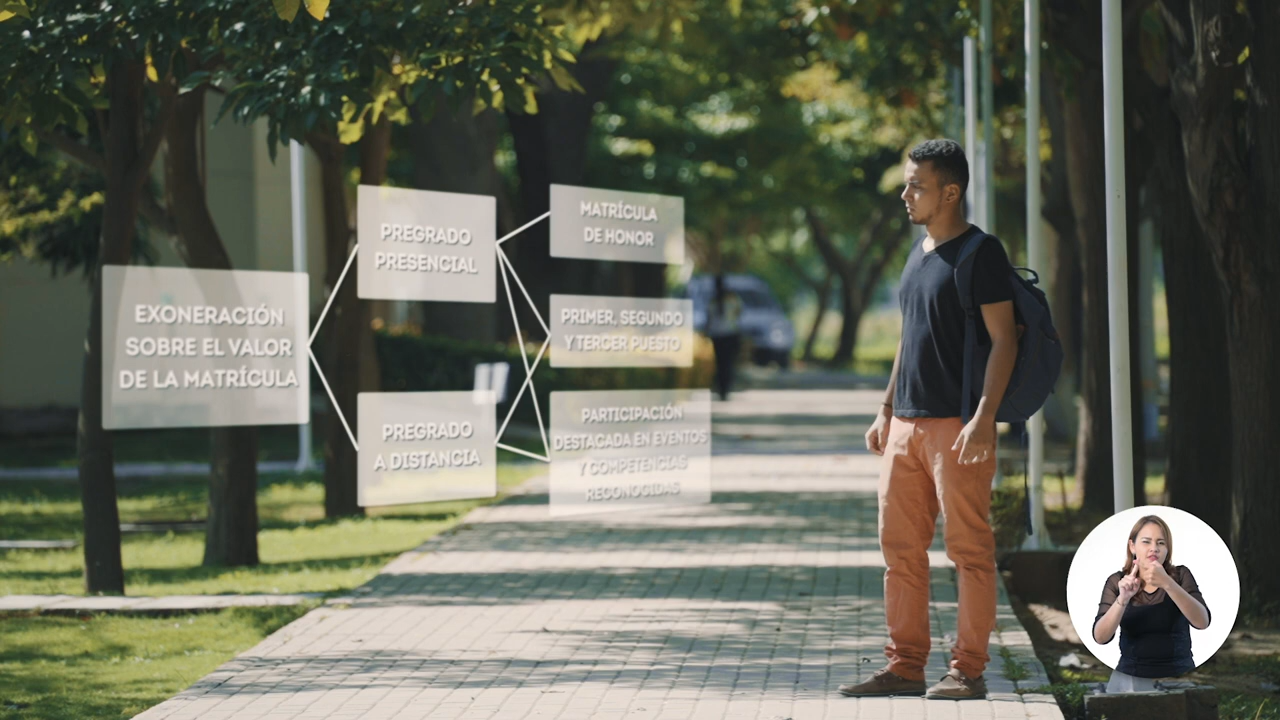 EXONERACIÓN
SOBRE EL VALOR
DE LA MATRÍCULA
PREGRADO
PRESENCIAL
PREGRADO
A DISTANCIA
MATRÍCULA
DE HONOR
PRIMER, SEGUNDO
Y TERCER PUESTO
PARTICIPACIÓN
DESTACADA EN EVENTOS
Y COMPETENCIAS
RECONOCIDAS